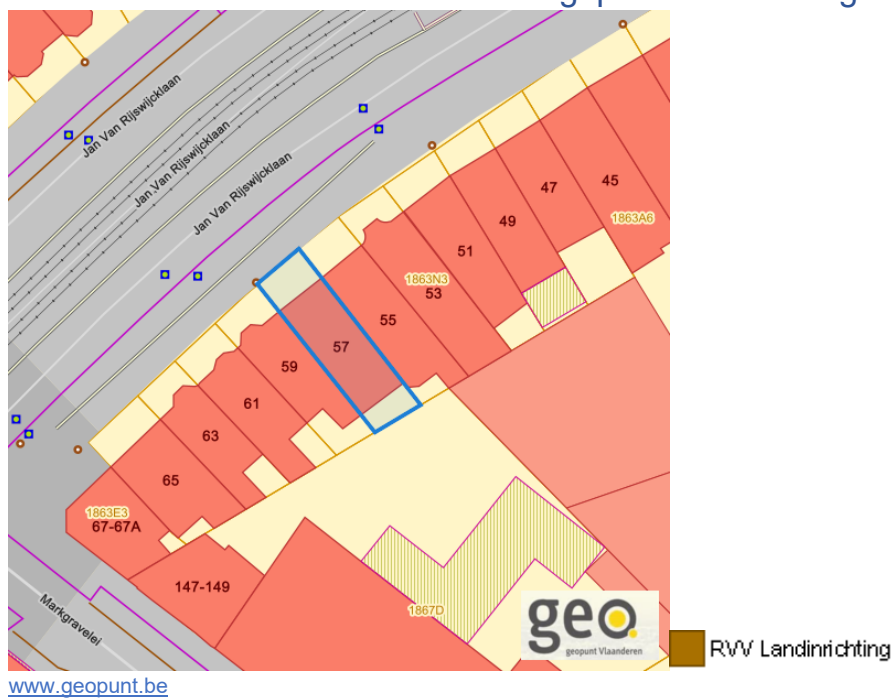 Jan Van Rijswijcklaan
Jan Van Rijswijcklaan
Jan Van Rijswijcklaan
45
1863A6
47
49
51
1863N3
53
55
57
59
61
63
65
1863E3
67-67A
147-149
Markgravelei
1867D
geo
geopunt Vlaanderen
RVV Landinrichting
www.geopunt.be